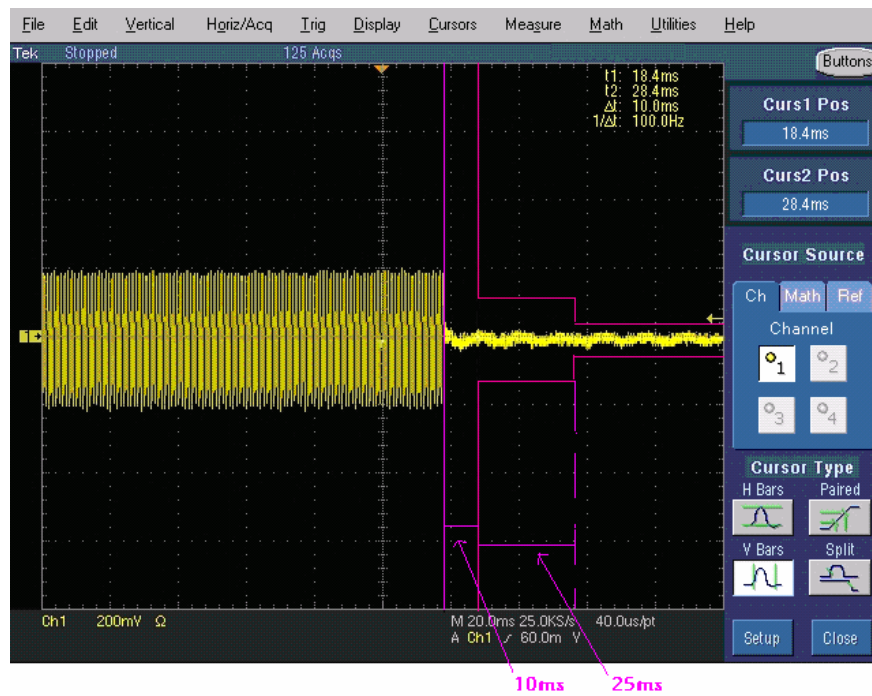 File Edit Vertical Horiz/Acq Trig Display Cursors Measure Math Utilities Help
Tek Stopped 125 Acqs
Buttons
t1: 18.4ms
t2: 28.4ms
Δt: 10.0ms
1/Δt: 100.0Hz
Curs1 Pos
18.4ms
Curs2 Pos
28.4ms
Cursor Source
Ch Math Ref
Channel
1 2
3 4
Cursor Type
H Bars Paired
V Bars Split
Setup Close
1
Ch1 200mV Ω
M 20.0ms 25.0KS/s 40.0us/pt
A Ch1 / 60.0m V
10ms 25ms